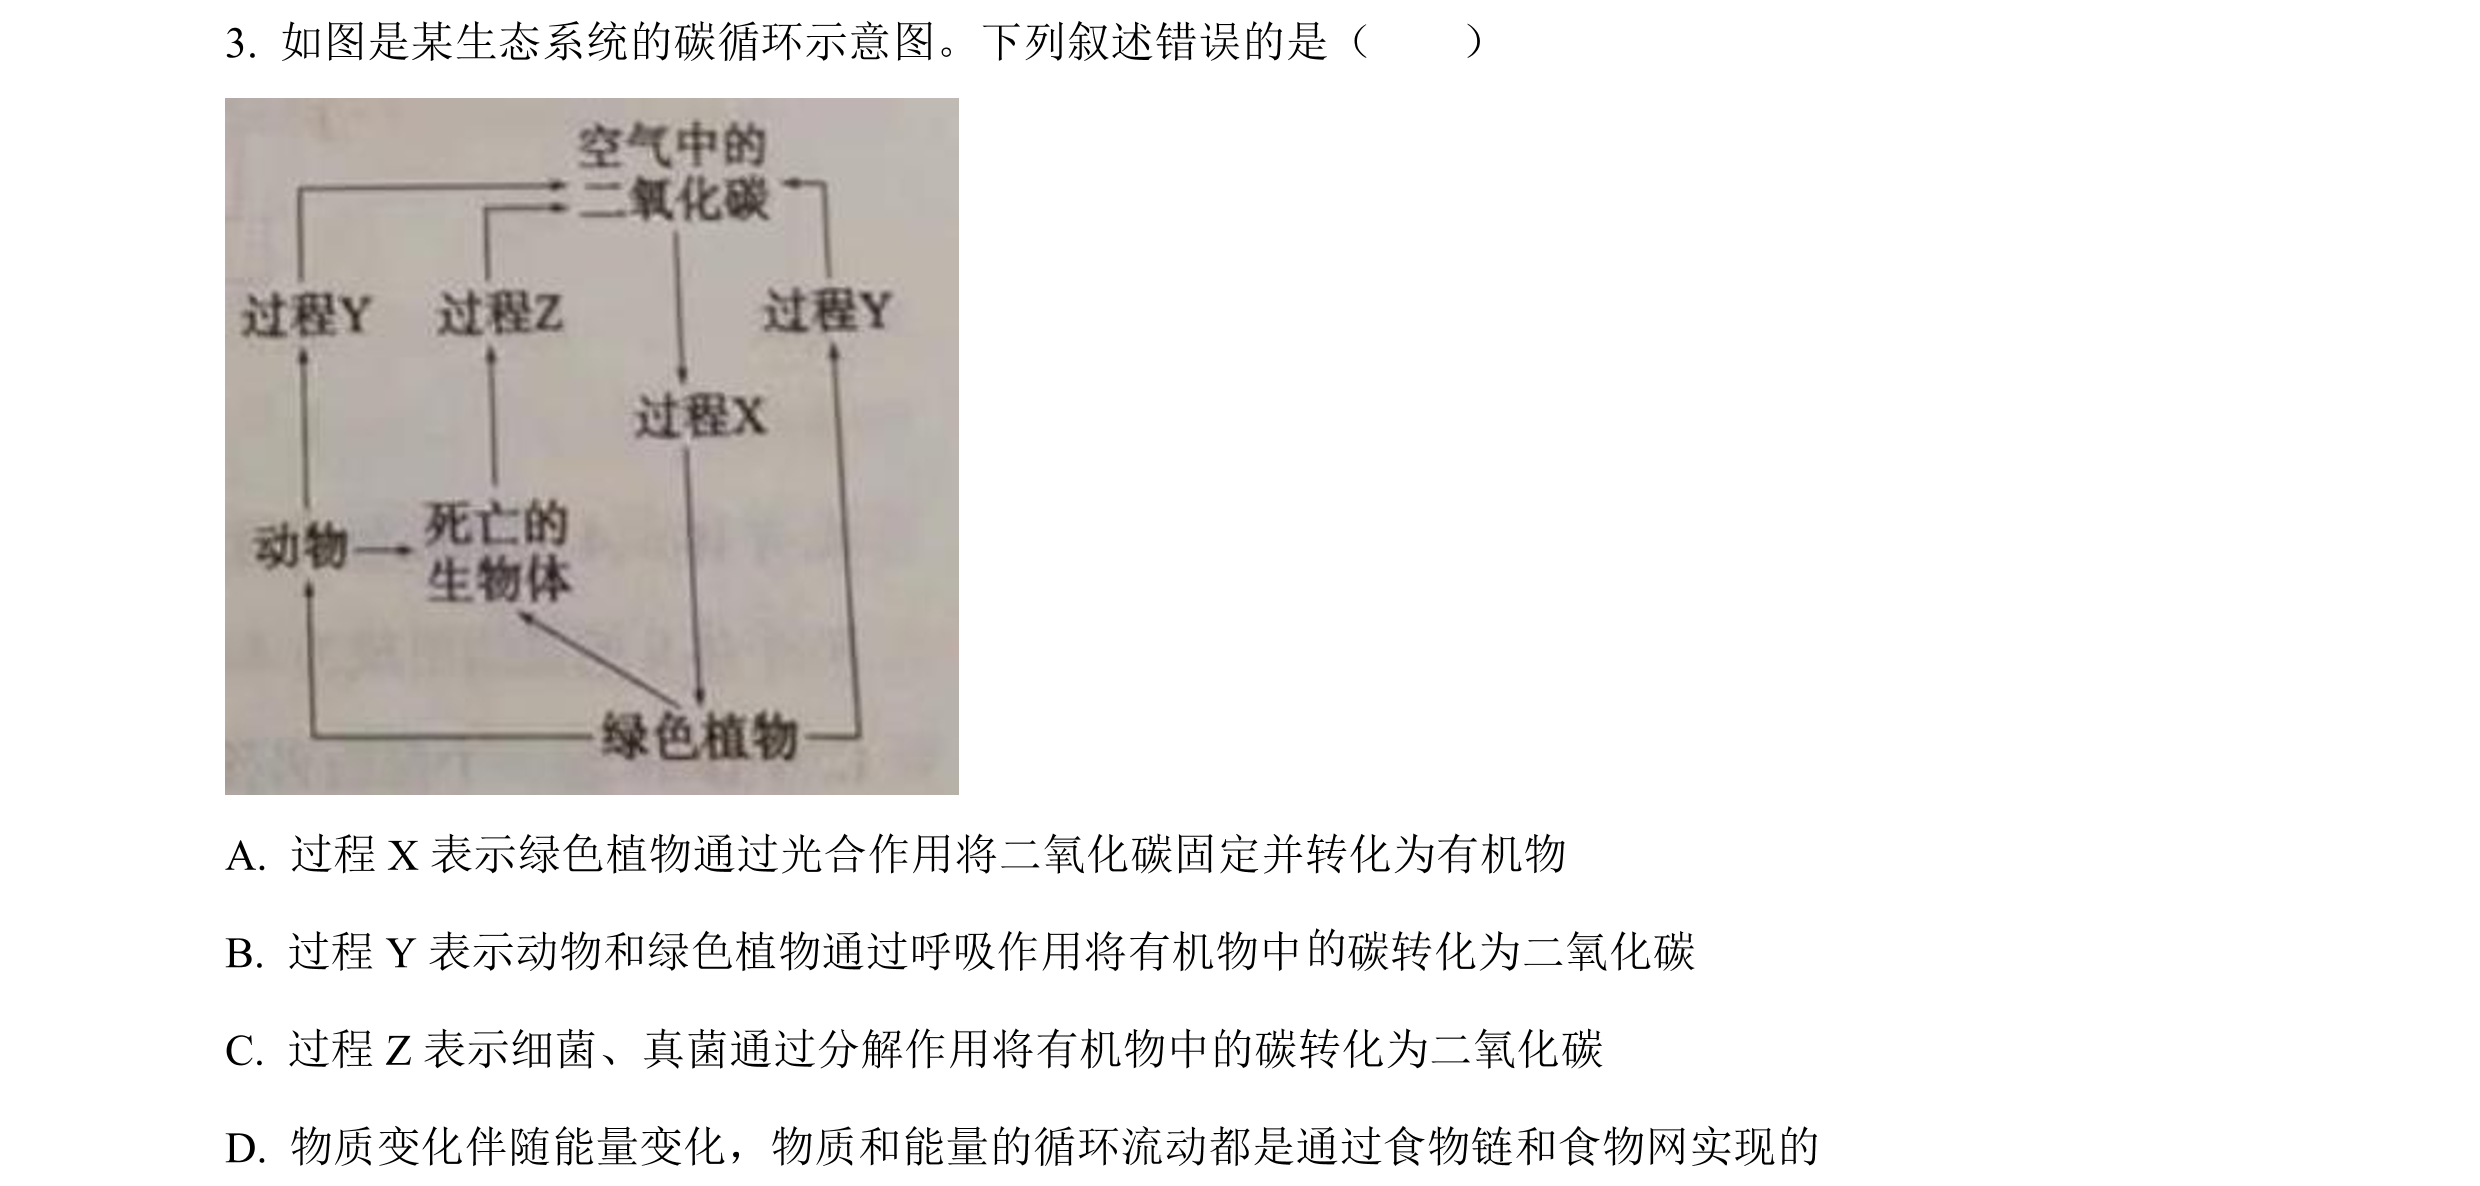 3. 如图是某生态系统的碳循环示意图。下列叙述错误的是（　　）
空气中的
二氧化碳
过程Y 过程Z 过程Y
过程X
动物 死亡的
生物体
绿色植物
A. 过程 X 表示绿色植物通过光合作用将二氧化碳固定并转化为有机物
B. 过程 Y 表示动物和绿色植物通过呼吸作用将有机物中的碳转化为二氧化碳
C. 过程 Z 表示细菌、真菌通过分解作用将有机物中的碳转化为二氧化碳
D. 物质变化伴随能量变化，物质和能量的循环流动都是通过食物链和食物网实现的